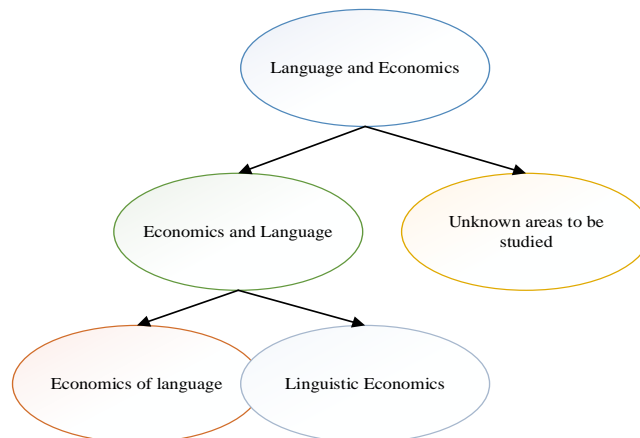 Language and Economics
Economics and Language
Unknown areas to be
studied
Economics of language
Linguistic Economics